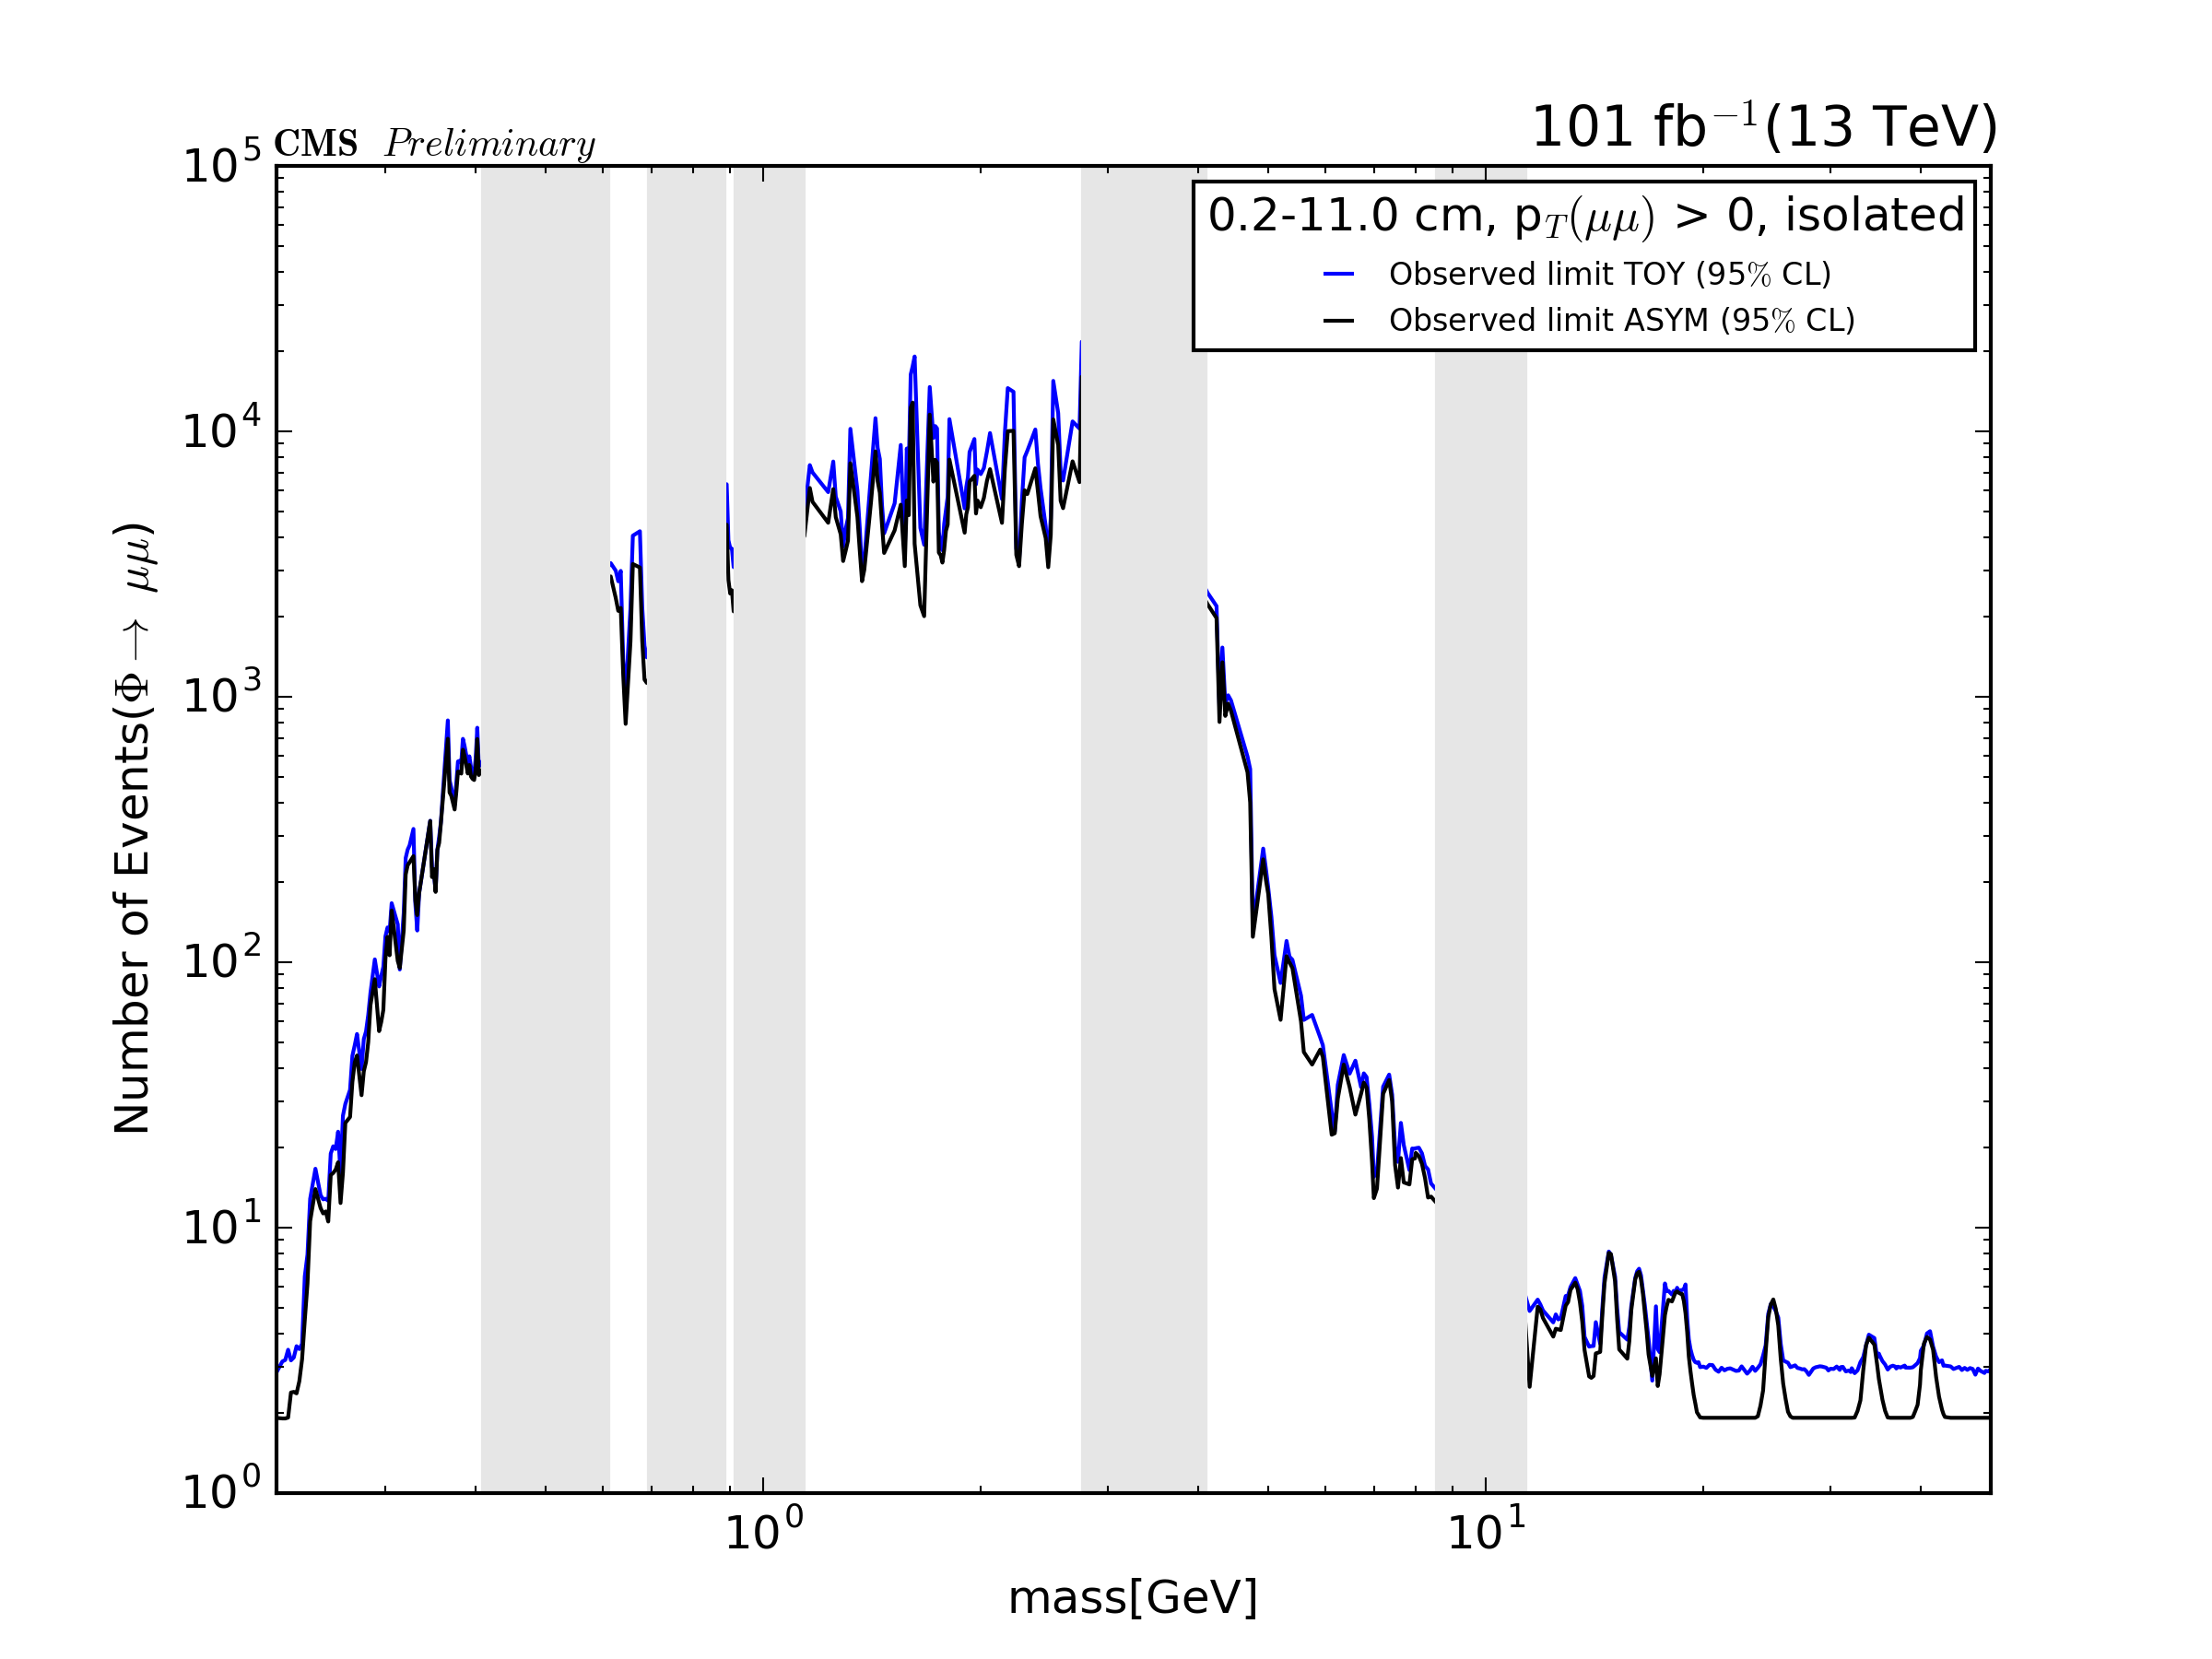 CMS Preliminary
101 fb⁻¹(13 TeV)
0.2-11.0 cm, p_T(μμ) > 0, isolated
Observed limit TOY (95% CL)
Observed limit ASYM (95% CL)
Number of Events(Φ → μμ)
10⁵
10⁴
10³
10²
10¹
10⁰
10⁰ 10¹
mass[GeV]